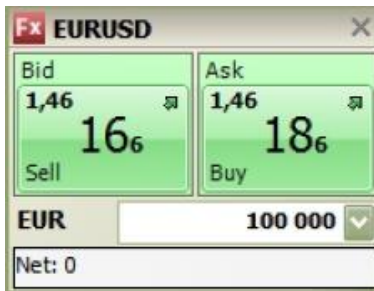 Fx EURUSD
Bid
1,46
16₆
Sell
Ask
1,46
18₆
Buy
EUR 100 000
Net: 0